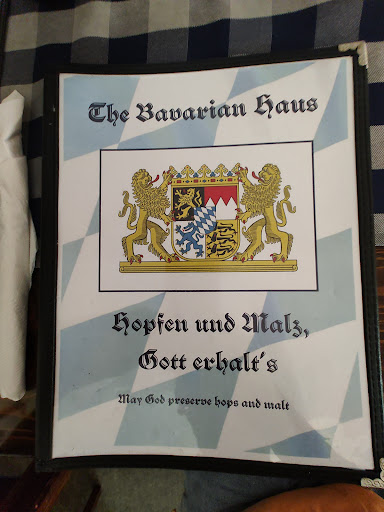 The Bavarian Haus
Hopfen und Malz,
Gott erhalt's
May God preserve hops and malt